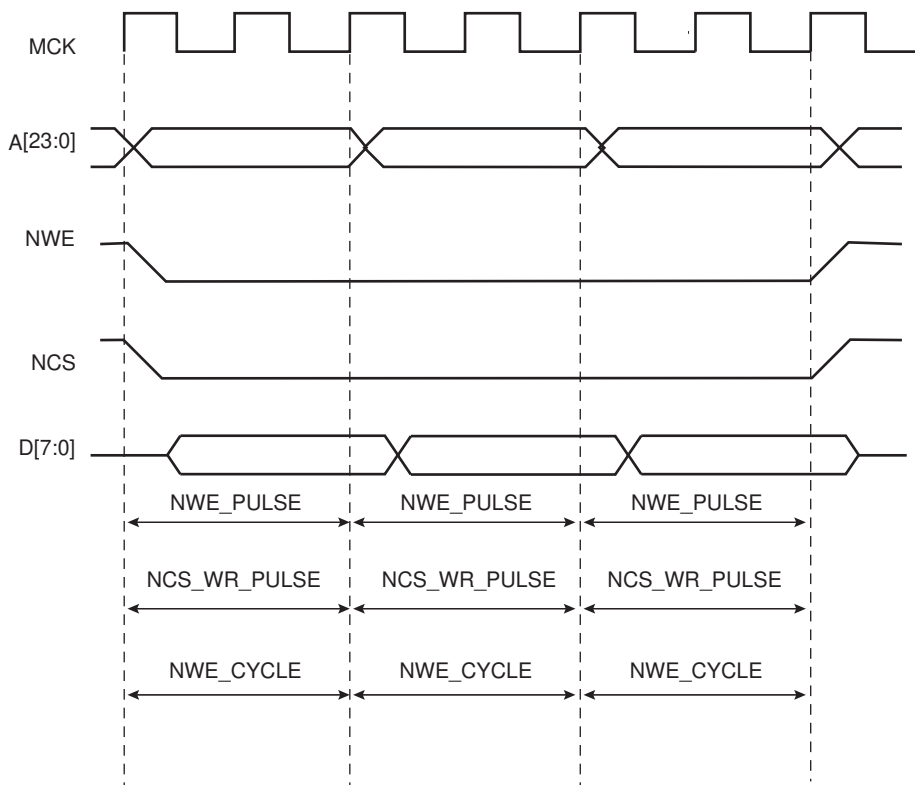 MCK
A[23:0]
NWE
NCS
D[7:0]
NWE_PULSE NWE_PULSE NWE_PULSE
NCS_WR_PULSE NCS_WR_PULSE NCS_WR_PULSE
NWE_CYCLE NWE_CYCLE NWE_CYCLE